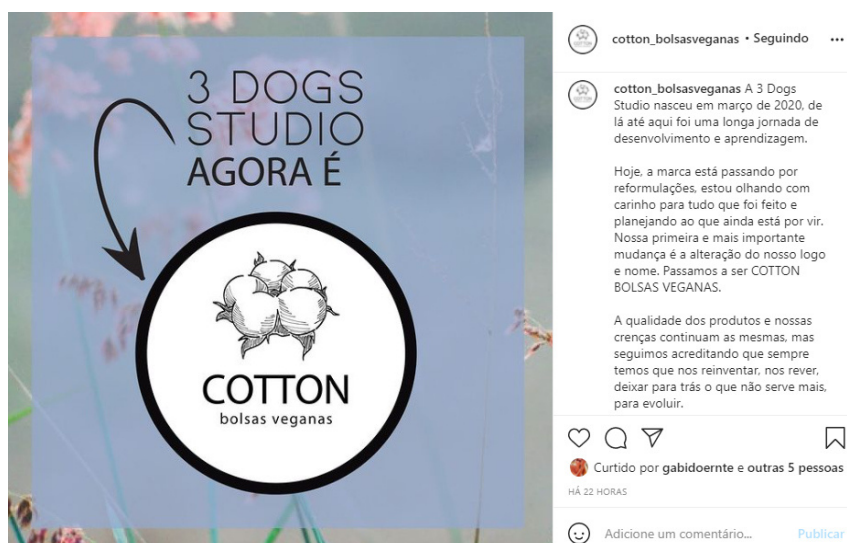 3 DOGS
STUDIO
AGORA É
COTTON
bolsas veganas
cotton_bolsasveganas • Seguindo
cotton_bolsasveganas A 3 Dogs
Studio nasceu em março de 2020, de
lá até aqui foi uma longa jornada de
desenvolvimento e aprendizagem.
Hoje, a marca está passando por
reformulações, estou olhando com
carinho para tudo que foi feito e
planejando ao que ainda está por vir.
Nossa primeira e mais importante
mudança é a alteração do nosso logo
e nome. Passamos a ser COTTON
BOLSAS VEGANAS.
A qualidade dos produtos e nossas
crenças continuam as mesmas, mas
seguimos acreditando que sempre
temos que nos reinventar, nos rever,
deixar para trás o que não serve mais,
para evoluir.
Curtido por gabidoernte e outras 5 pessoas
HÁ 22 HORAS
Adicione um comentário... Publicar